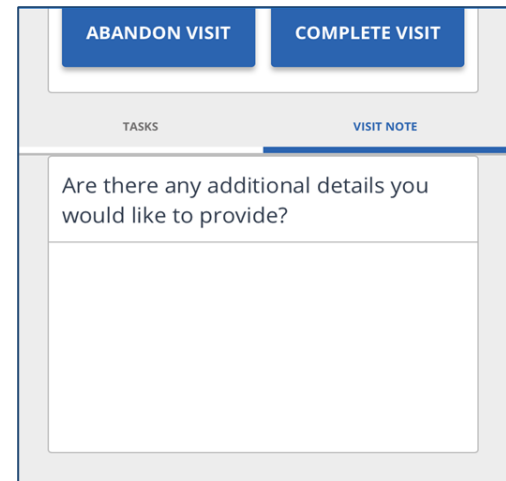 ABANDON VISIT
COMPLETE VISIT
TASKS
VISIT NOTE
Are there any additional details you
would like to provide?